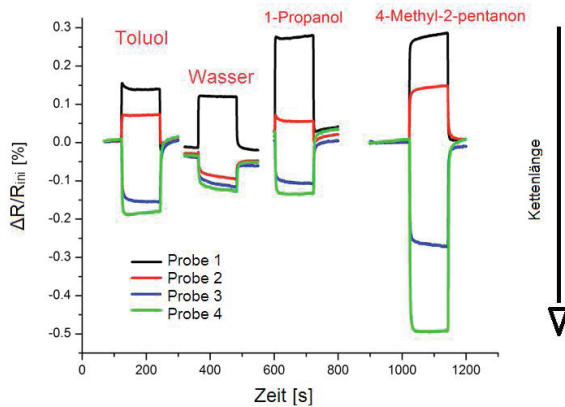 1-Propanol
4-Methyl-2-pentanon
Toluol
Wasser
0.3
0.2
0.1
0.0
-0.1
-0.2
-0.3
-0.4
-0.5
ΔR/Rini [%]
Probe 1
Probe 2
Probe 3
Probe 4
0
200
400
600
800
1000
1200
Zeit [s]
Kettenlänge